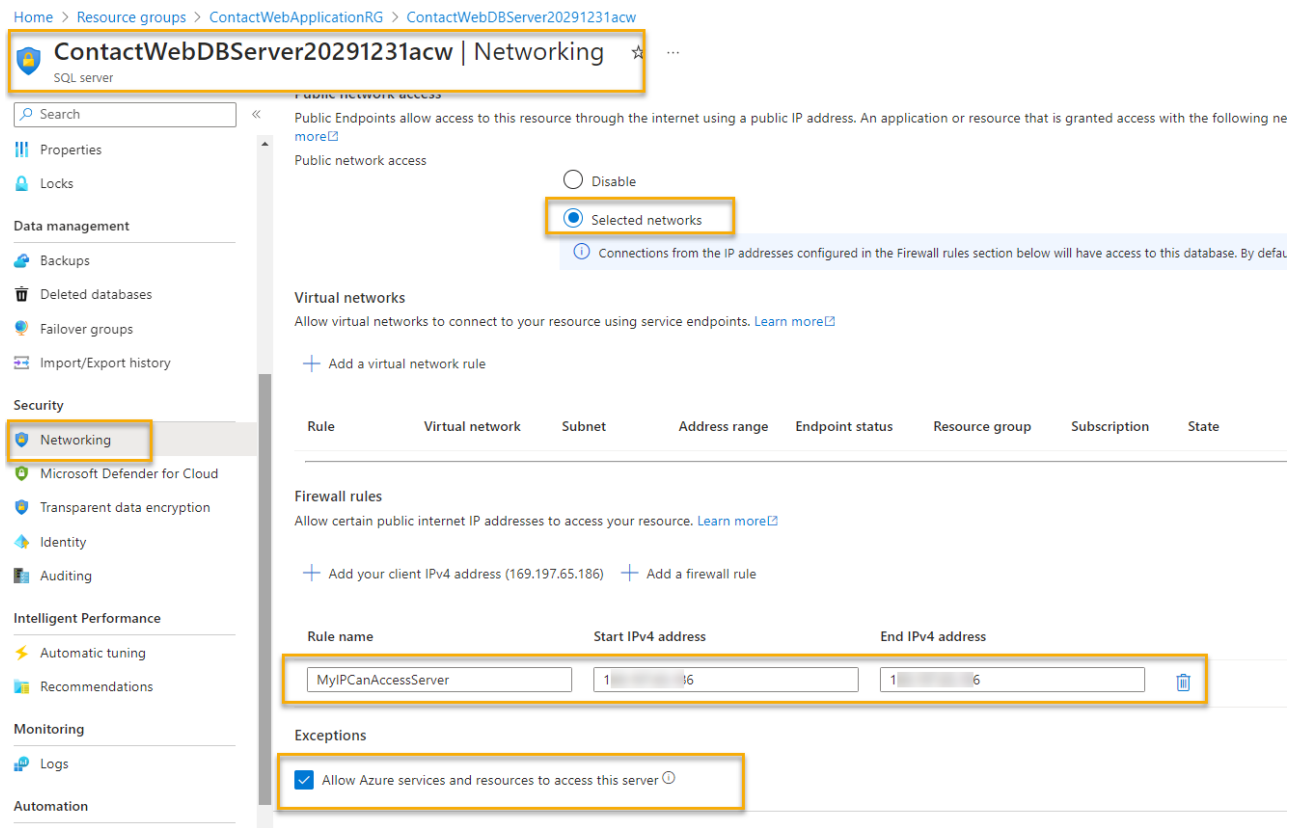 Home > Resource groups > ContactWebApplicationRG > ContactWebDBServer20291231acw
ContactWebDBServer20291231acw | Networking
SQL server
Search
Properties
Locks
Data management
Backups
Deleted databases
Failover groups
Import/Export history
Security
Networking
Microsoft Defender for Cloud
Transparent data encryption
Identity
Auditing
Intelligent Performance
Automatic tuning
Recommendations
Monitoring
Logs
Automation
Public network access
Public Endpoints allow access to this resource through the internet using a public IP address. An application or resource that is granted access with the following ne
more
Public network access
Disable
Selected networks
Connections from the IP addresses configured in the Firewall rules section below will have access to this database. By defau
Virtual networks
Allow virtual networks to connect to your resource using service endpoints. Learn more
+ Add a virtual network rule
Rule Virtual network Subnet Address range Endpoint status Resource group Subscription State
Firewall rules
Allow certain public internet IP addresses to access your resource. Learn more
+ Add your client IPv4 address (169.197.65.186) + Add a firewall rule
Rule name Start IPv4 address End IPv4 address
MyIPCanAccessServer 1 36 1 6
Exceptions
Allow Azure services and resources to access this server